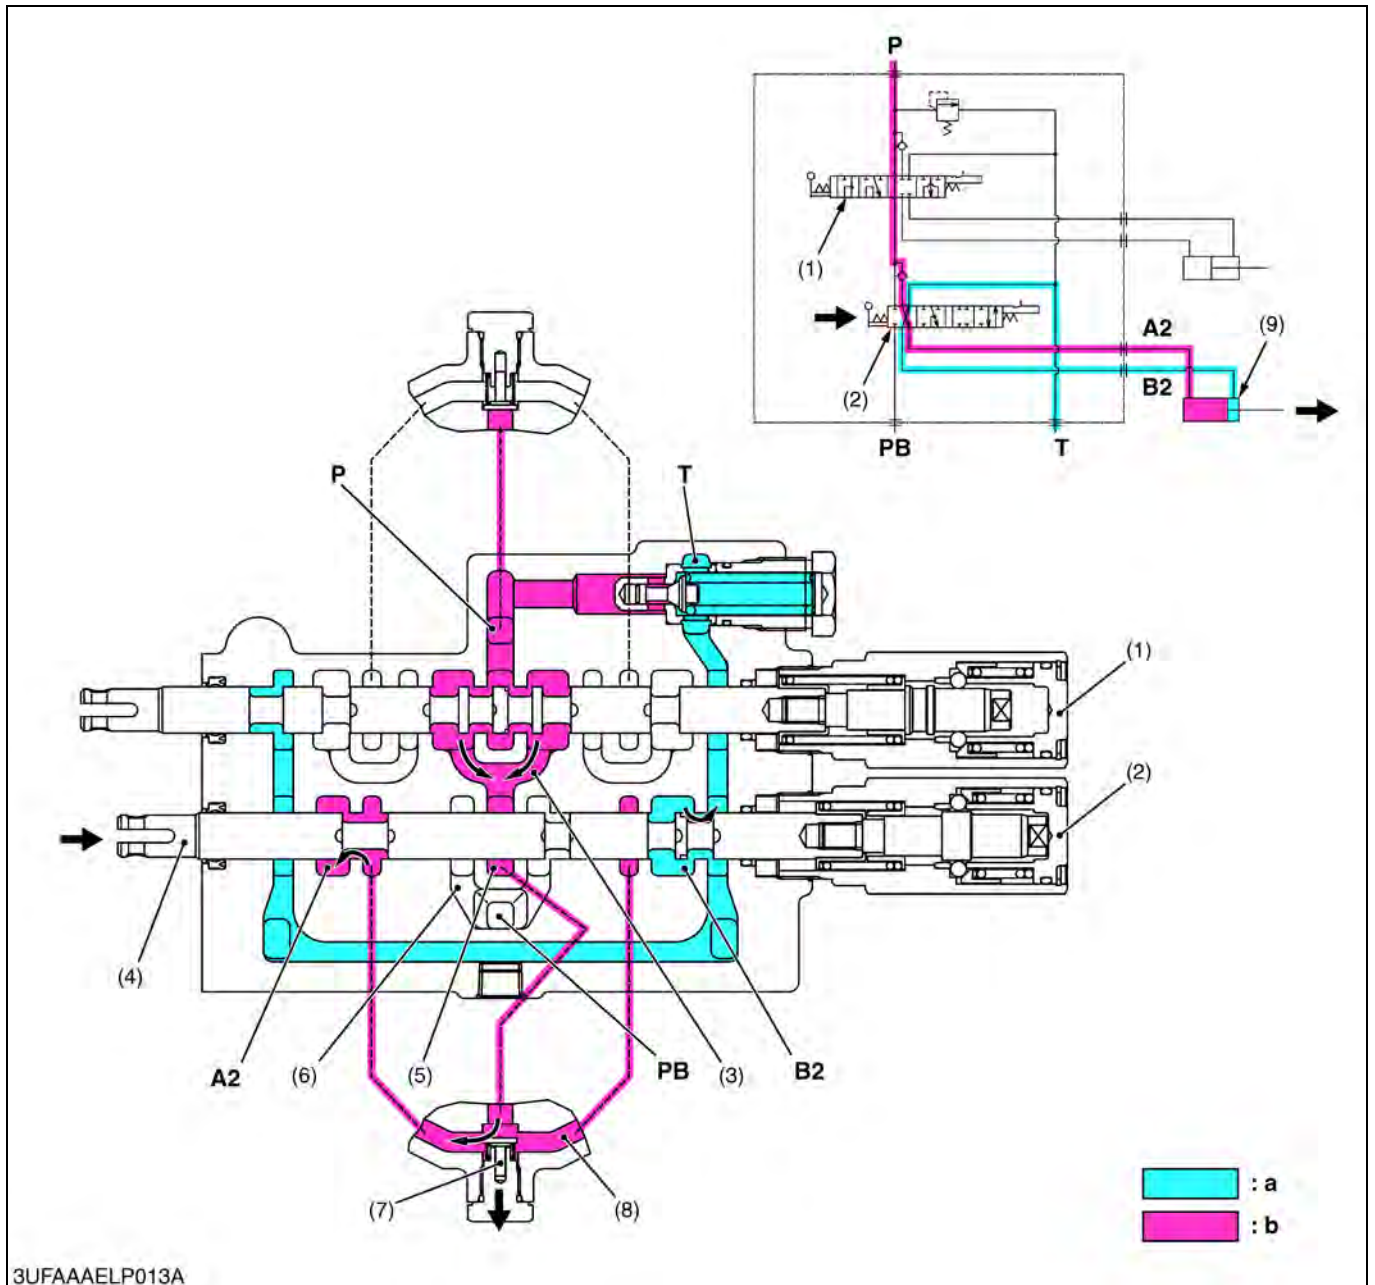 P
(1)
(2)
A2
(9)
B2
PB
T
P
T
(1)
(2)
(4)
A2
(6)
(5)
PB
(3)
B2
(7)
(8)
: a
: b
3UFAAAELP013A